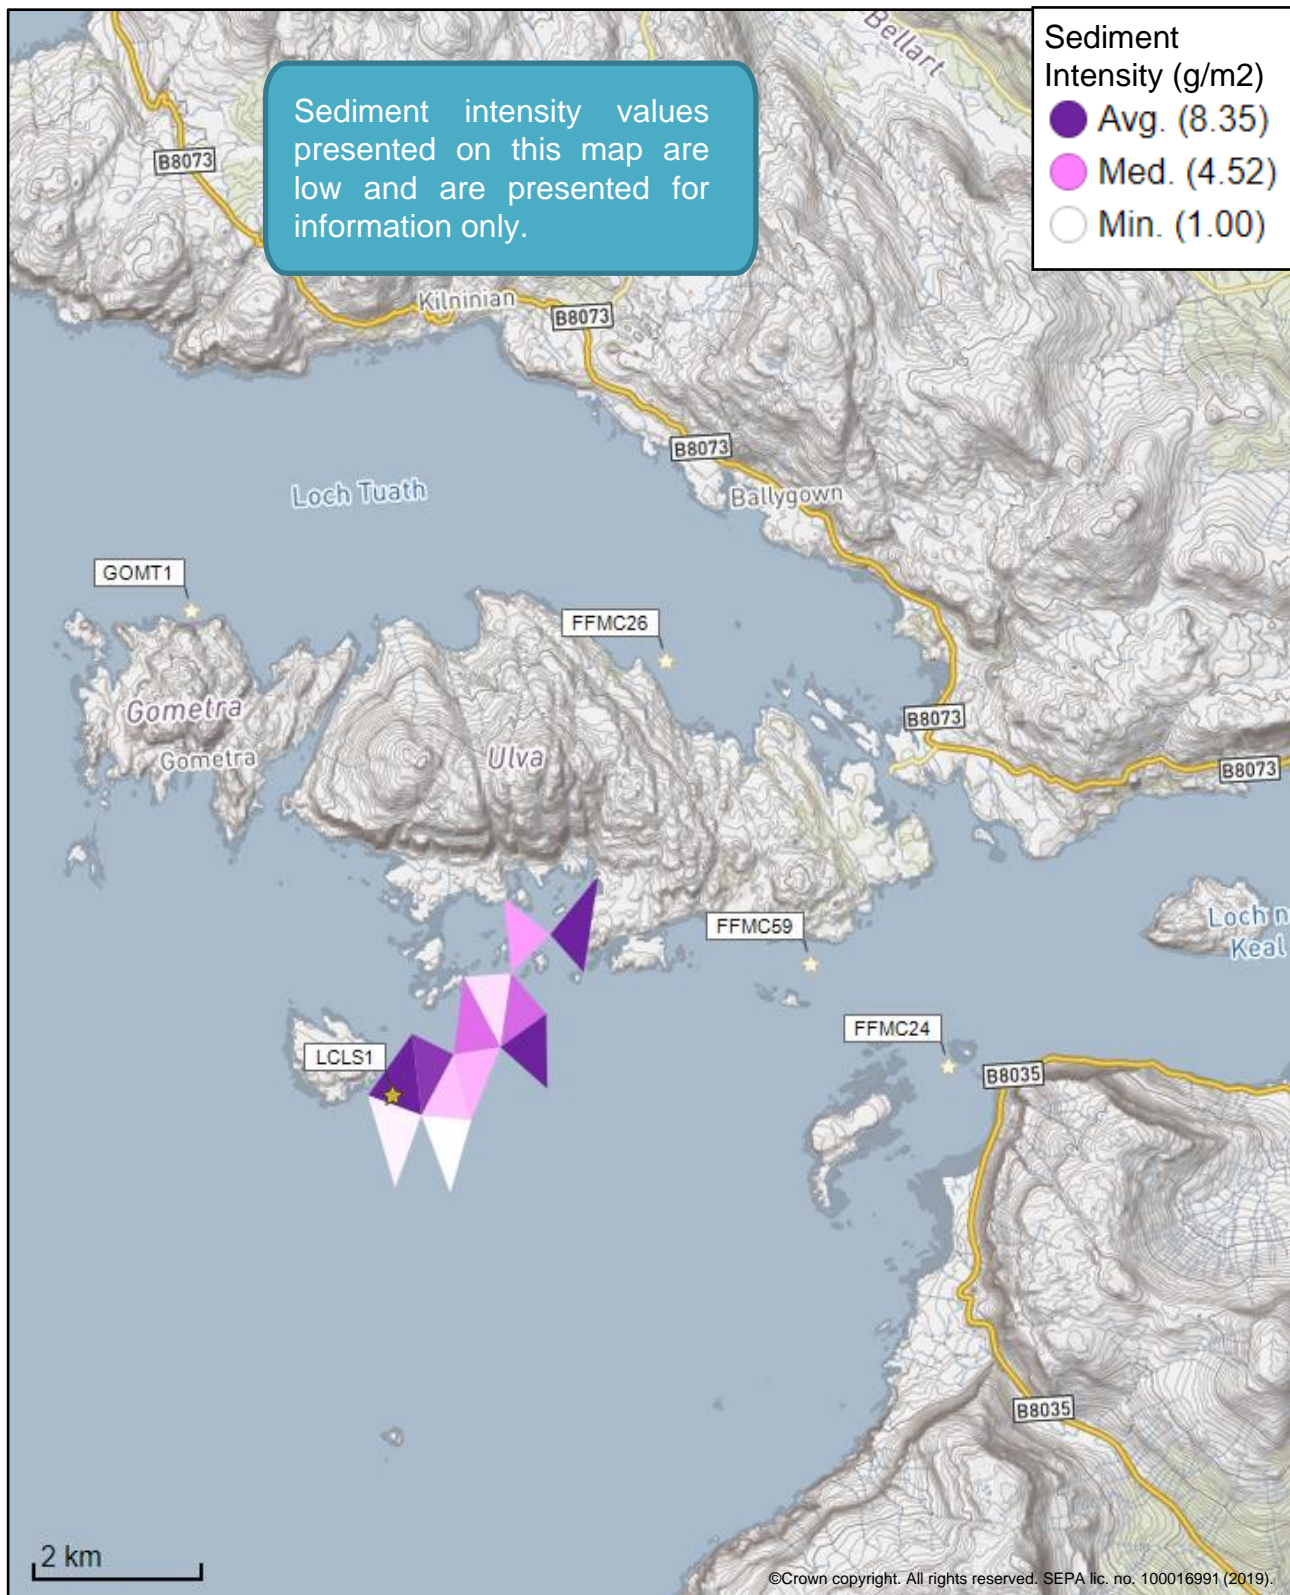 Bellart
Sediment
Intensity (g/m2)
Avg. (8.35)
Med. (4.52)
Min. (1.00)
Sediment intensity values
presented on this map are
low and are presented for
information only.
B8073
Kilninian
B8073
B8073
Loch Tuath
Ballygown
GOMT1
FFMC26
Gometra
Gometra
Ulva
B8073
B8073
FFMC59
Loch n
Keal
FFMC24
LCLS1
B8035
B8035
2 km
©Crown copyright. All rights reserved. SEPA lic. no. 100016991 (2019).